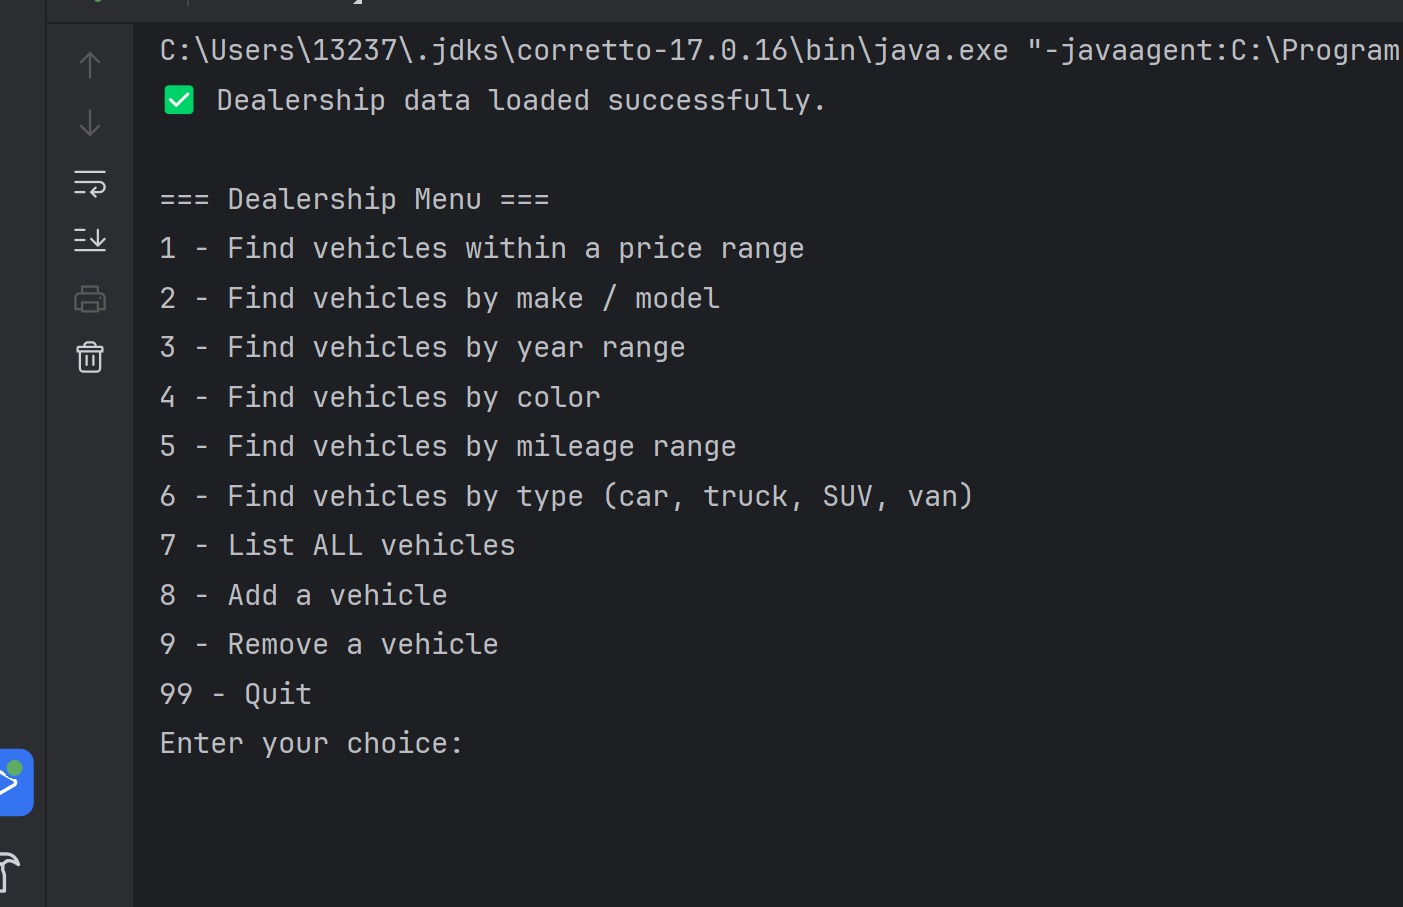 C:\Users\13237\.jdks\corretto-17.0.16\bin\java.exe "-javaagent:C:\Program
✅ Dealership data loaded successfully.
=== Dealership Menu ===
1 - Find vehicles within a price range
2 - Find vehicles by make / model
3 - Find vehicles by year range
4 - Find vehicles by color
5 - Find vehicles by mileage range
6 - Find vehicles by type (car, truck, SUV, van)
7 - List ALL vehicles
8 - Add a vehicle
9 - Remove a vehicle
99 - Quit
Enter your choice: